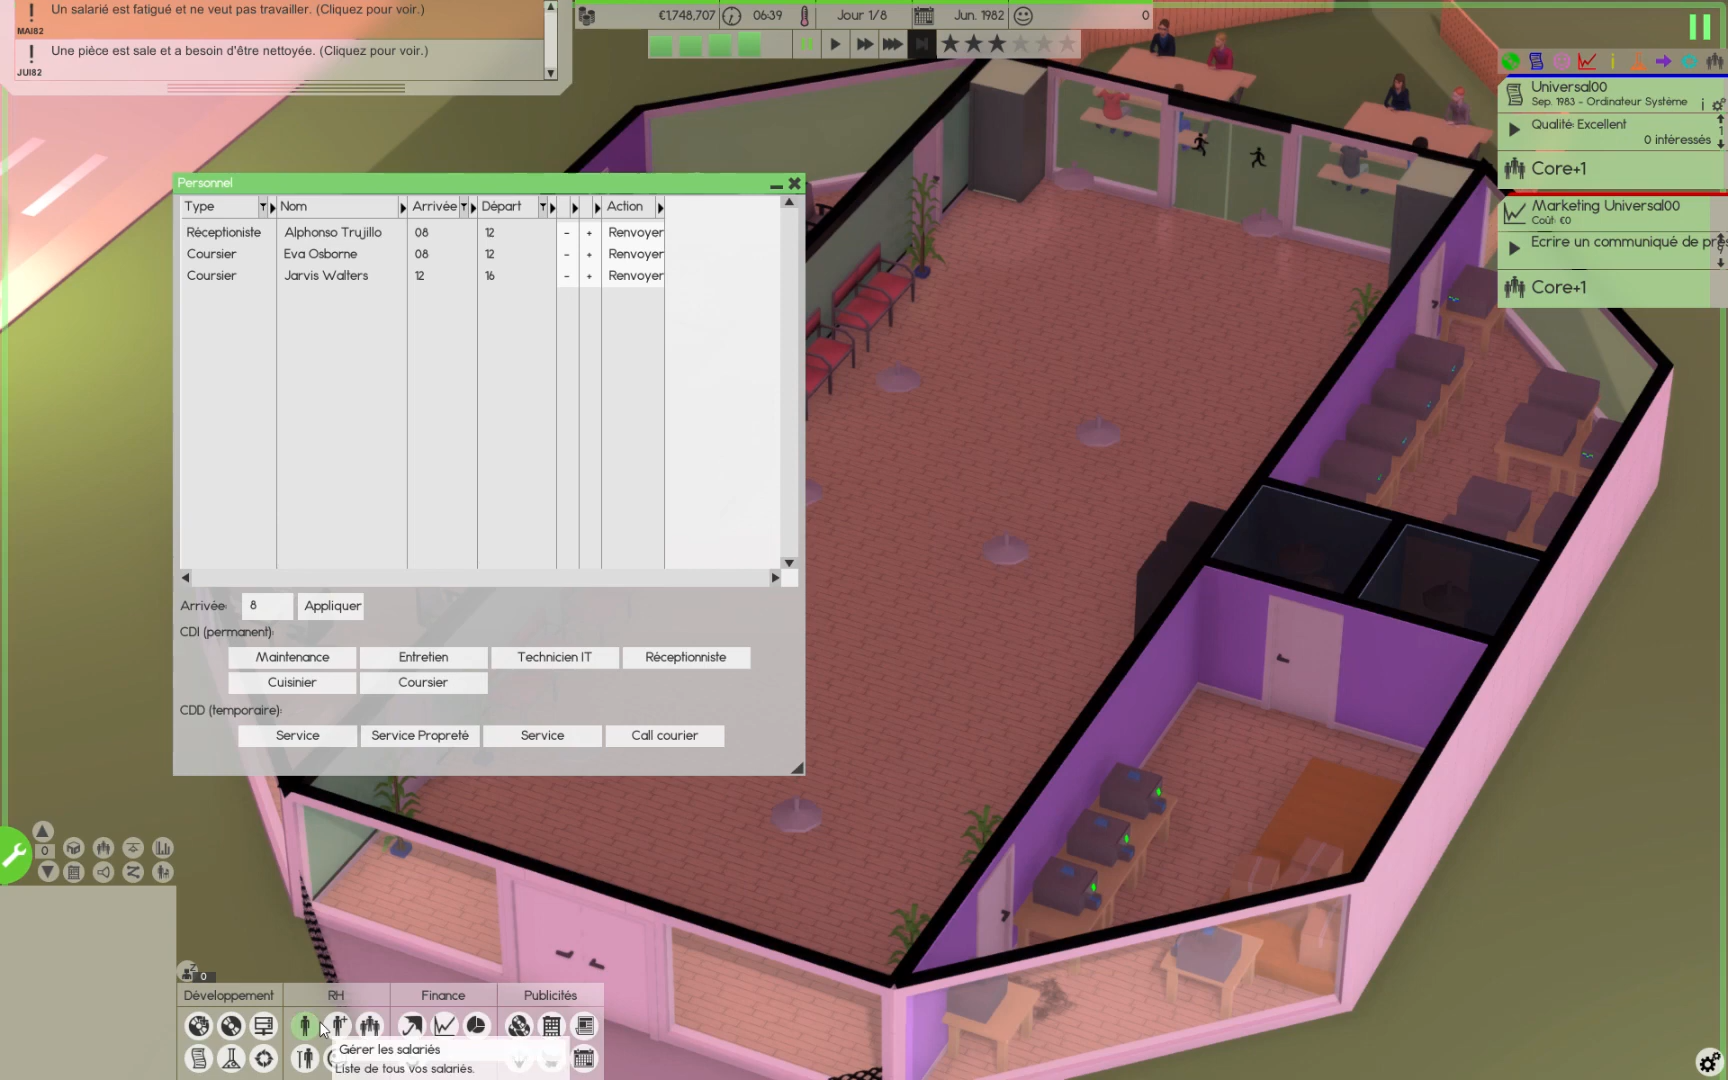 Un salarié est fatigué et ne veut pas travailler. (Cliquez pour voir.)
MAI82
Une pièce est sale et a besoin d'être nettoyée. (Cliquez pour voir.)
JUI82
€1,748,707
06:39
Jour 1/8
Jun. 1982
0
Universal00
Sep. 1983 - Ordinateur Système
Qualité: Excellent
1
0 intéressés
Core+1
Marketing Universal00
Coût: €0
Ecrire un communiqué de pres
Core+1
Personnel
Type Nom Arrivée Départ Action
Réceptioniste Alphonso Trujillo 08 12 - + Renvoyer
Coursier Eva Osborne 08 12 - + Renvoyer
Coursier Jarvis Walters 12 16 - + Renvoyer
Arrivée: 8 Appliquer
CDI (permanent):
Maintenance Entretien Technicien IT Réceptionniste
Cuisinier Coursier
CDD (temporaire):
Service Service Propreté Service Call courier
0
0
Développement RH Finance Publicités
Gérer les salariés
Liste de tous vos salariés.